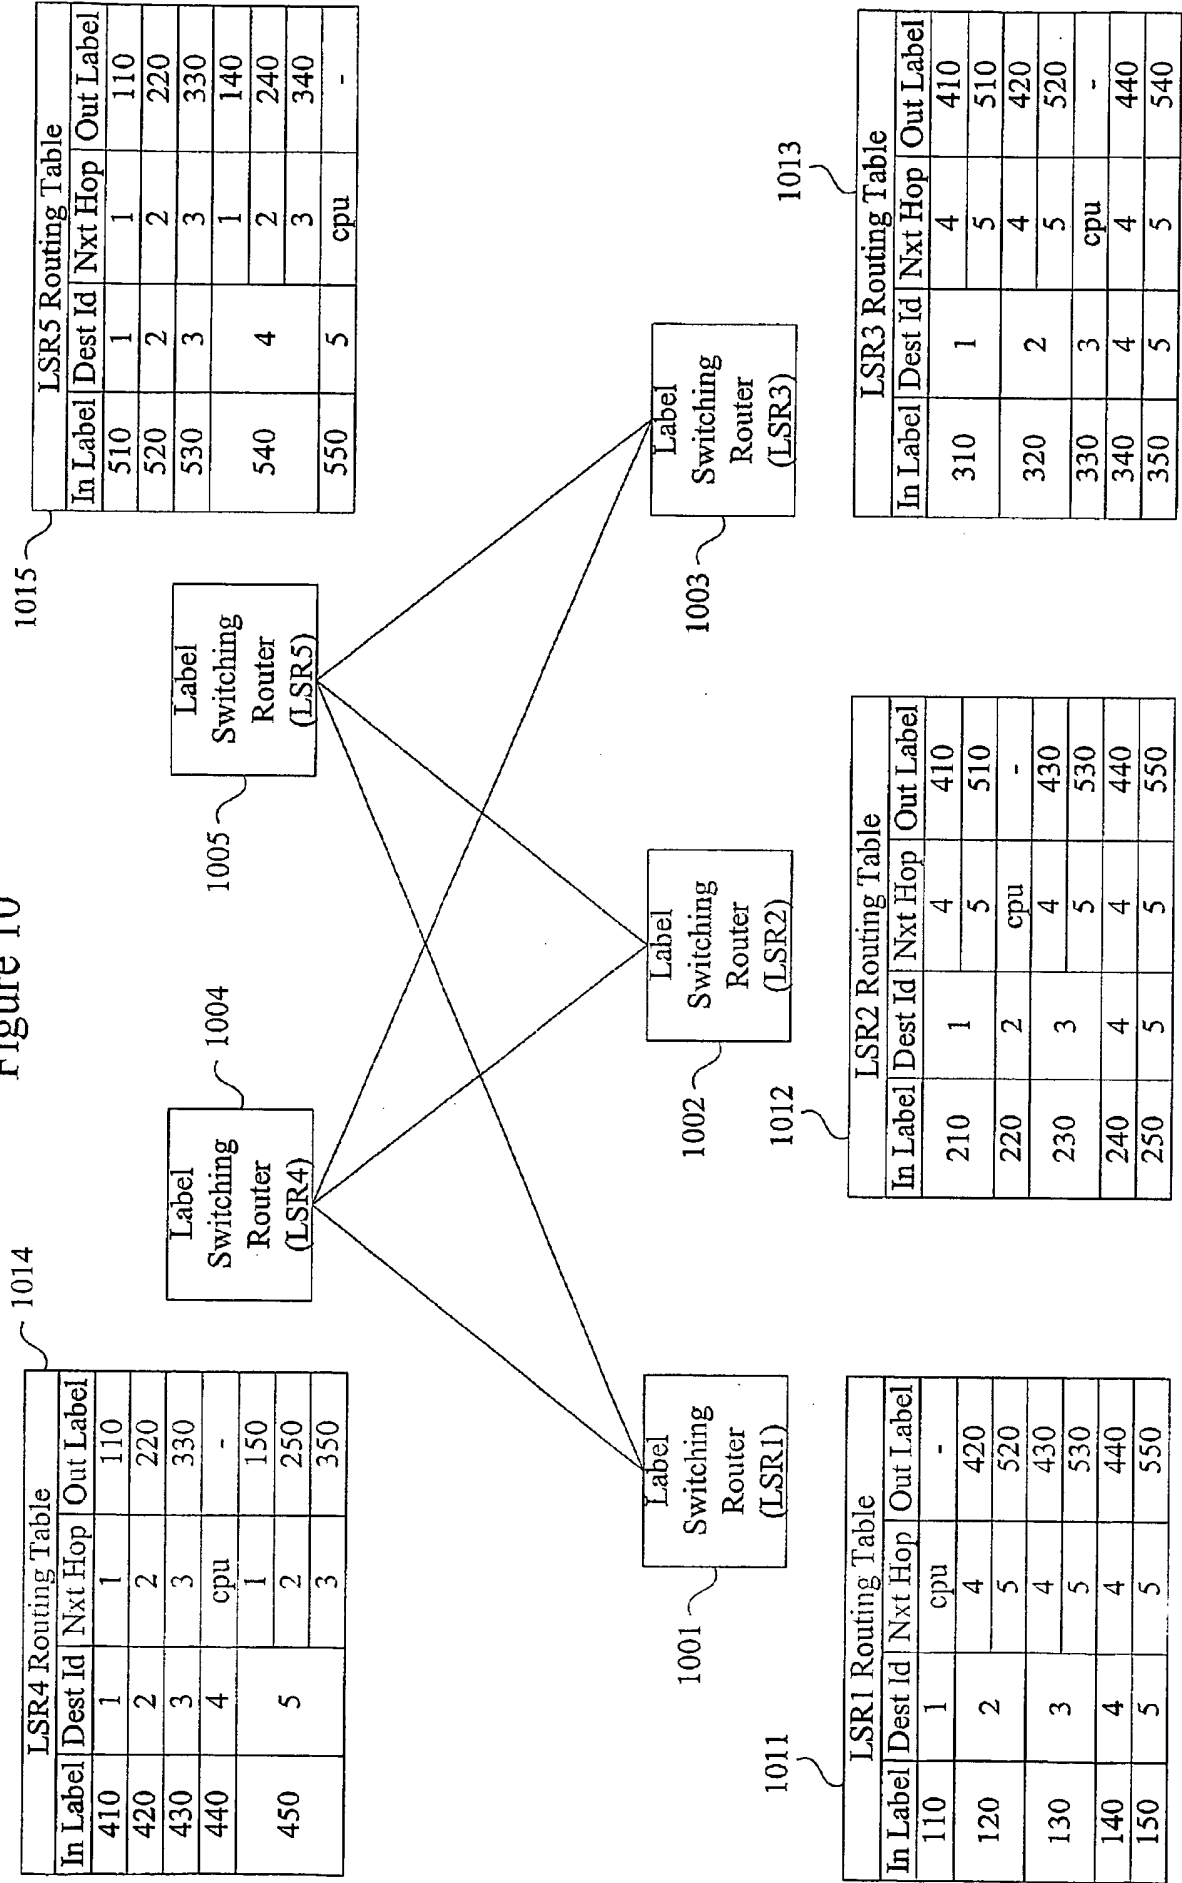 Figure 10
1014
LSR4 Routing Table
In Label Dest Id Nxt Hop Out Label
410 1 1 110
420 2 2 220
430 3 3 330
440 4 cpu -
450 5 1 150
2 250
3 350
1015
LSR5 Routing Table
In Label Dest Id Nxt Hop Out Label
510 1 1 110
520 2 2 220
530 3 3 330
540 4 1 140
2 240
3 340
550 5 cpu -
Label
Switching
Router
(LSR4)
1004
Label
Switching
Router
(LSR5)
1005
Label
Switching
Router
(LSR1)
1001
Label
Switching
Router
(LSR2)
1002
Label
Switching
Router
(LSR3)
1003
1011
LSR1 Routing Table
In Label Dest Id Nxt Hop Out Label
110 1 cpu -
120 2 4 420
5 520
130 3 4 430
5 530
140 4 4 440
150 5 5 550
1012
LSR2 Routing Table
In Label Dest Id Nxt Hop Out Label
210 1 4 410
5 510
220 2 cpu -
230 3 4 430
5 530
240 4 4 440
250 5 5 550
1013
LSR3 Routing Table
In Label Dest Id Nxt Hop Out Label
310 1 4 410
5 510
320 2 4 420
5 520
330 3 cpu -
340 4 4 440
350 5 5 540